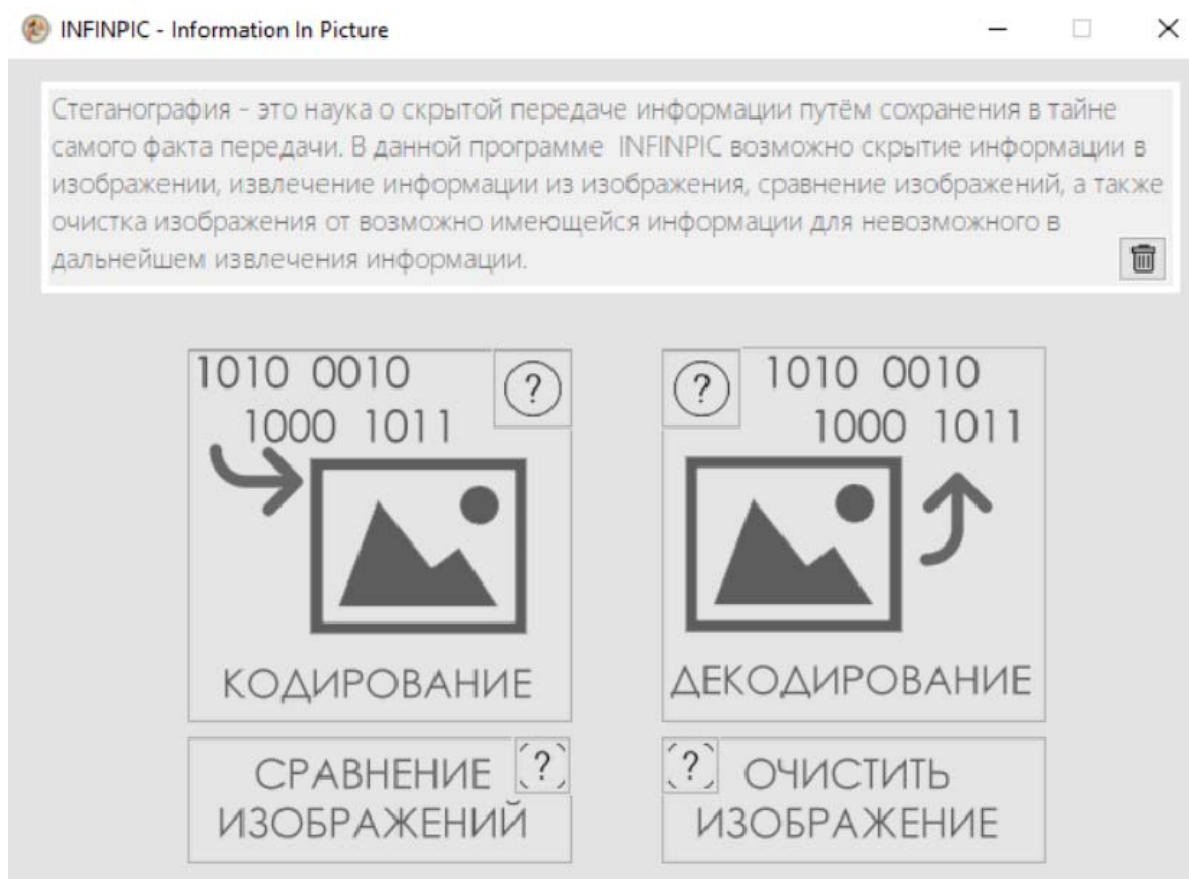 INFINPIC - Information In Picture
Стеганография - это наука о скрытой передаче информации путём сохранения в тайне
самого факта передачи. В данной программе INFINPIC возможно скрытие информации в
изображении, извлечение информации из изображения, сравнение изображений, а также
очистка изображения от возможно имеющейся информации для невозможного в
дальнейшем извлечения информации.
1010 0010
1000 1011
?
КОДИРОВАНИЕ
?
1010 0010
1000 1011
ДЕКОДИРОВАНИЕ
СРАВНЕНИЕ ?
ИЗОБРАЖЕНИЙ
? ОЧИСТИТЬ
ИЗОБРАЖЕНИЕ